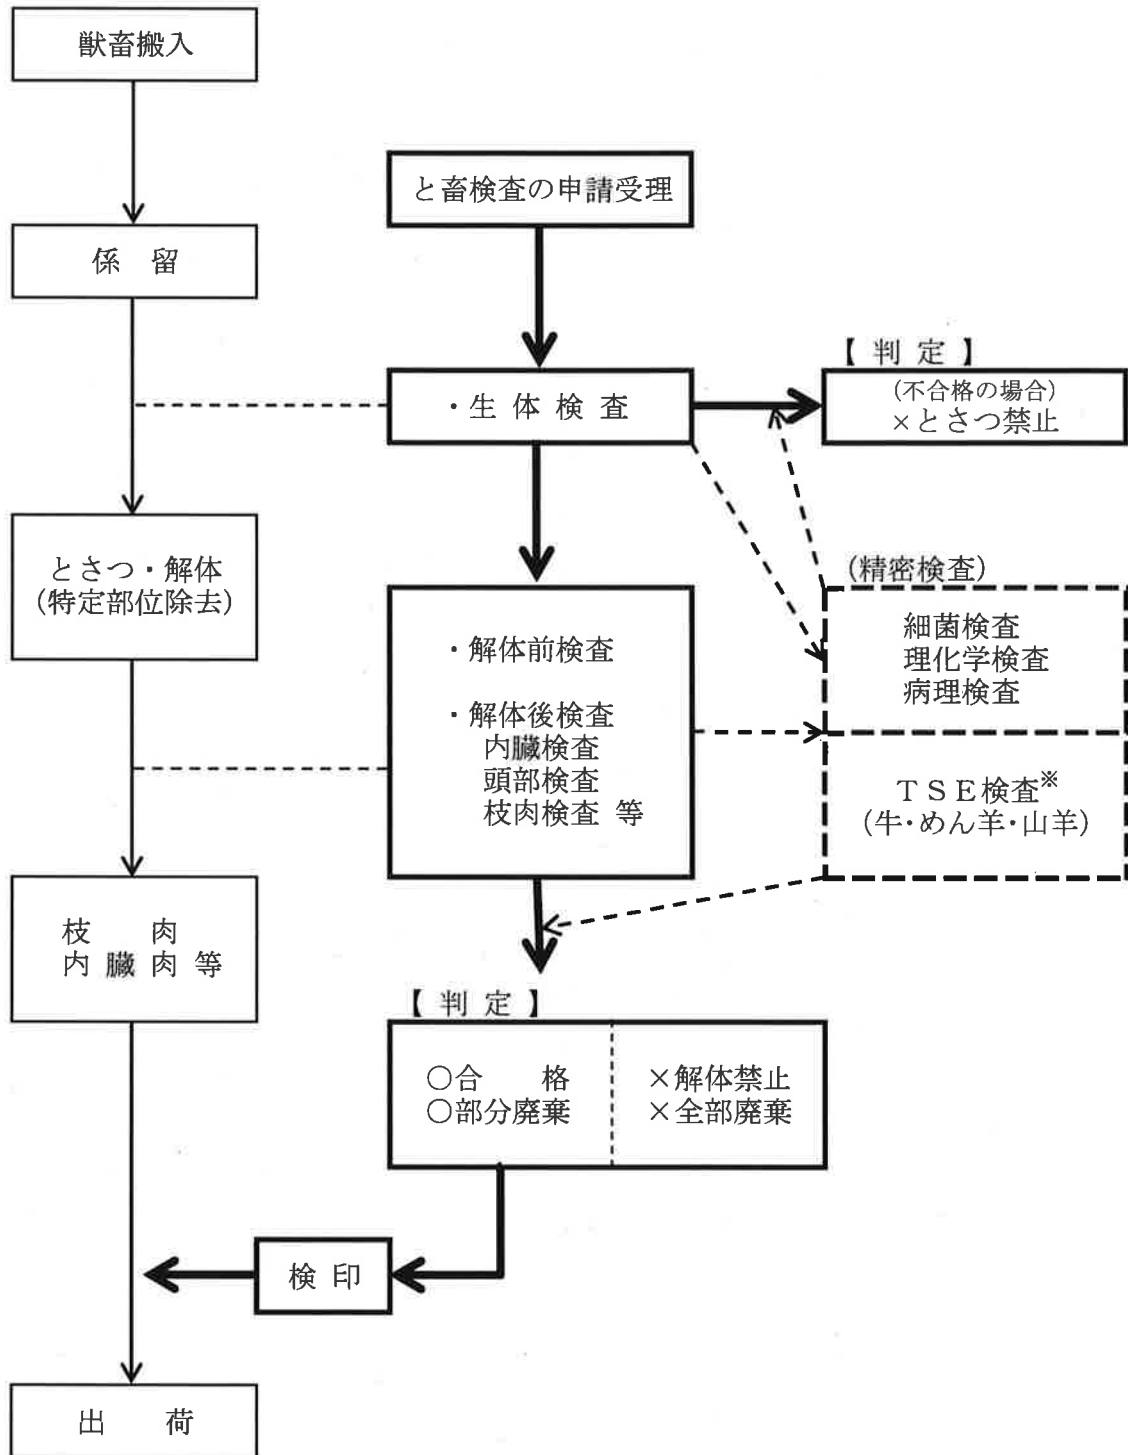 獣畜搬入
係　留
とさつ・解体
(特定部位除去)
枝　　肉
内 臓 肉 等
出　　荷
と畜検査の申請受理
・生 体 検 査
【 判 定 】
(不合格の場合)
×とさつ禁止
・解体前検査
・解体後検査
内臓検査
頭部検査
枝肉検査 等
(精密検査)
細菌検査
理化学検査
病理検査
ＴＳＥ検査※
(牛・めん羊・山羊)
【 判 定 】
○合　　格
○部分廃棄
×解体禁止
×全部廃棄
検 印